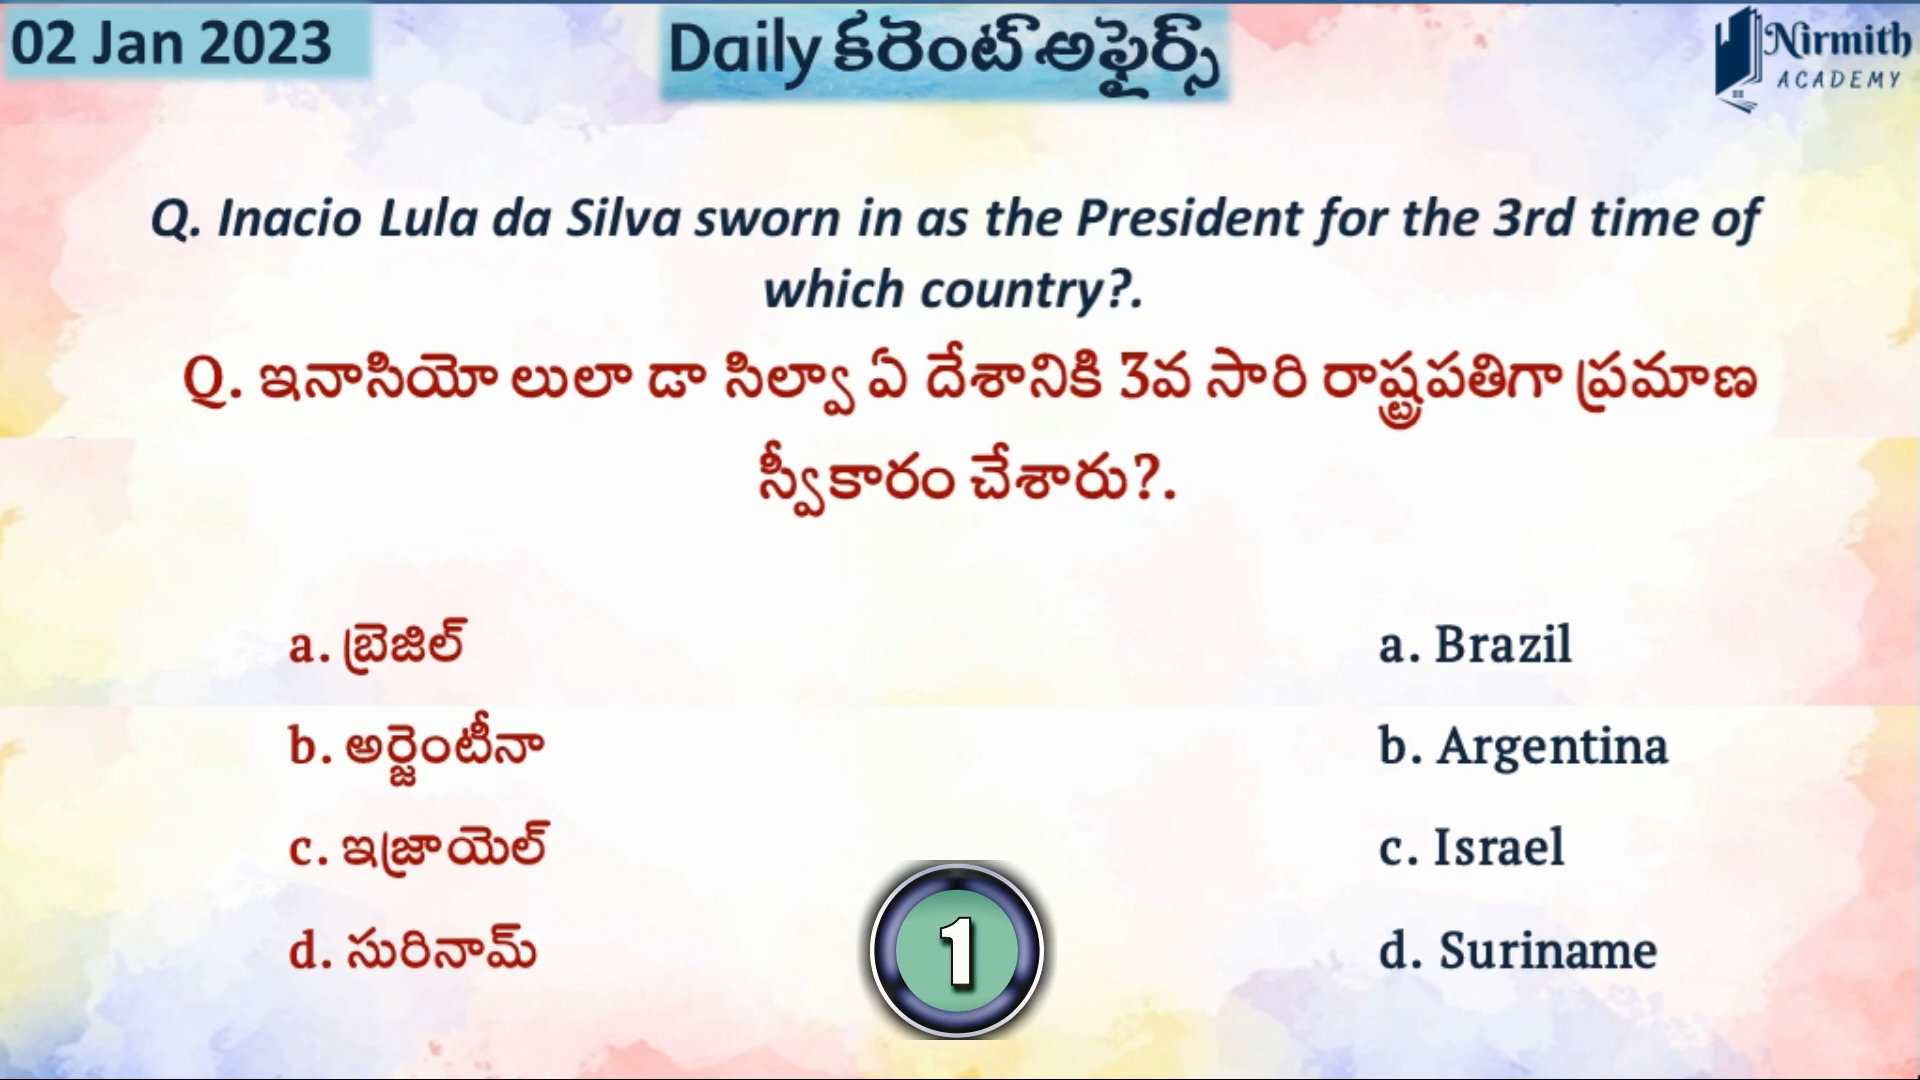 02 Jan 2023
Daily కరెంట్ అఫైర్స్
Nirmith
ACADEMY
Q. Inacio Lula da Silva sworn in as the President for the 3rd time of
which country?.
Q. ఇనాసియో లులా డా సిల్వా ఏ దేశానికి 3వ సారి రాష్ట్రపతిగా ప్రమాణ
స్వీకారం చేశారు?.
a. బ్రెజిల్
b. అర్జెంటీనా
c. ఇజ్రాయెల్
d. సురినామ్
a. Brazil
b. Argentina
c. Israel
d. Suriname
1